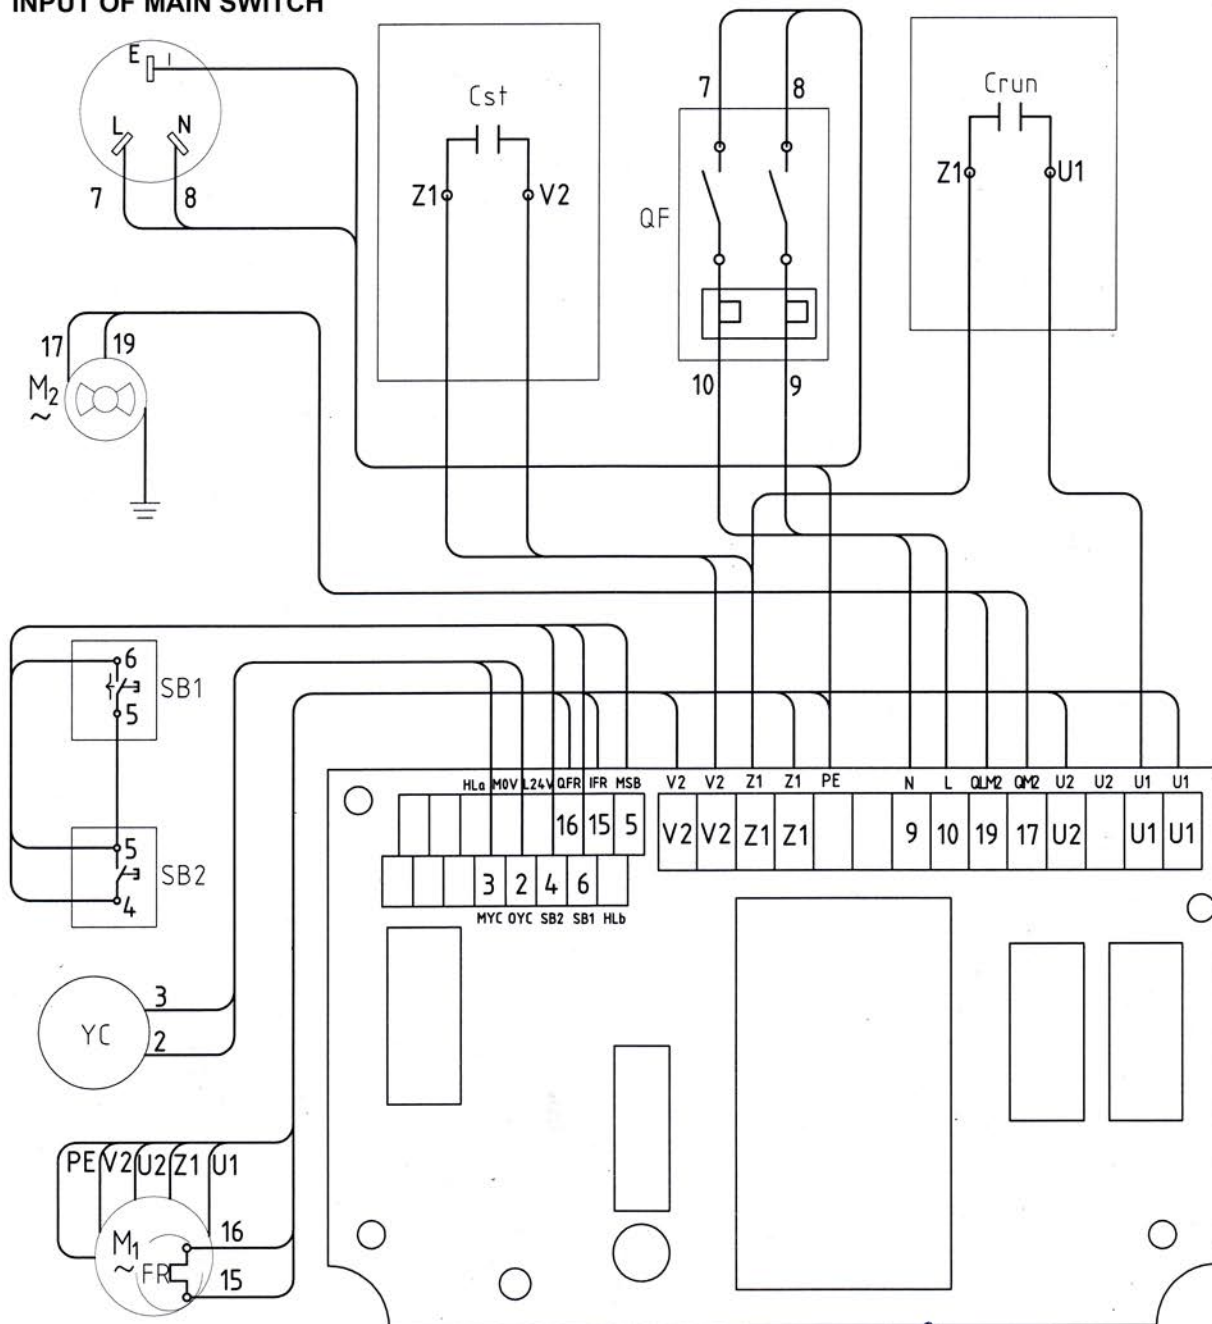 INPUT OF MAIN SWITCH
E
L N
7 8
Cst
Z1 V2
7 8
QF
10 9
Crun
Z1 U1
17 19
M2
~
6
SB1
5
5
SB2
4
3
YC
2
PE V2 U2 Z1 U1
M1
~
FR
16
15
HLa M0V L24V QFR IFR MSB V2 V2 Z1 Z1 PE N L QLM2 QM2 U2 U2 U1 U1
16 15 5 V2 V2 Z1 Z1 9 10 19 17 U2 U1 U1
3 2 4 6
MYC OYC SB2 SB1 HLb